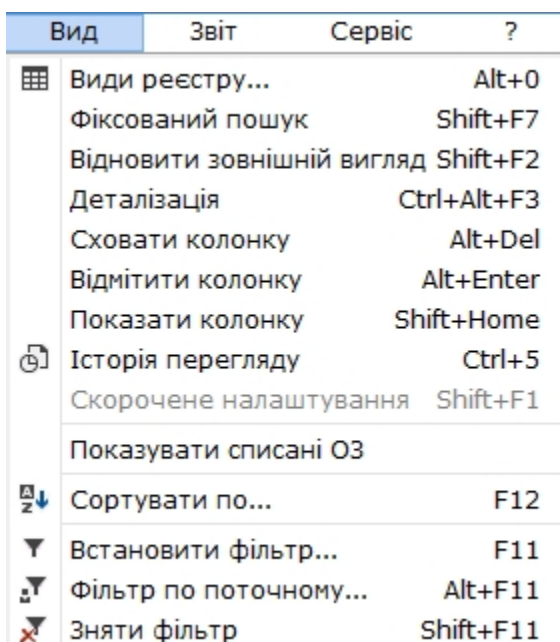 Вид Звіт Сервіс ?
Види реєстру... Alt+0
Фіксований пошук Shift+F7
Відновити зовнішній вигляд Shift+F2
Деталізація Ctrl+Alt+F3
Сховати колонку Alt+Del
Відмітити колонку Alt+Enter
Показати колонку Shift+Home
Історія перегляду Ctrl+5
Скорочене налаштування Shift+F1
Показувати списані ОЗ
Сортувати по... F12
Встановити фільтр... F11
Фільтр по поточному... Alt+F11
Зняти фільтр Shift+F11